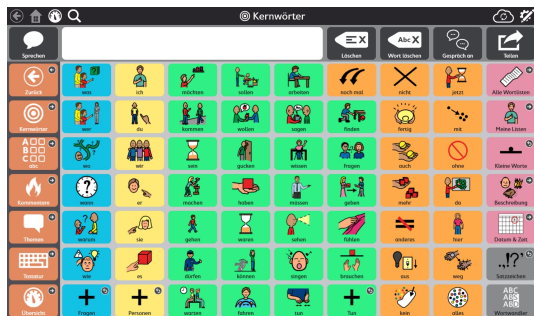 Kernwörter
Sprechen
Löschen
Wort löschen
Gespräch an
Teilen
Zurück was ich möchten sollen arbeiten noch mal nicht jetzt Alle Wortlisten
Kernwörter wer du kommen wollen sagen finden fertig mit Meine Listen
abc wo wir sein gucken wissen fragen auch ohne Kleine Worte
Kommentare wann er machen haben müssen geben mehr da Beschreibung
Themen warum sie gehen waren sehen fühlen anderes hier Datum & Zeit
Tastatur wie es dürfen können singen brauchen aus weg Satzzeichen
Übersicht Fragen Personen warten fahren tun Tun kein alles Wortwandler